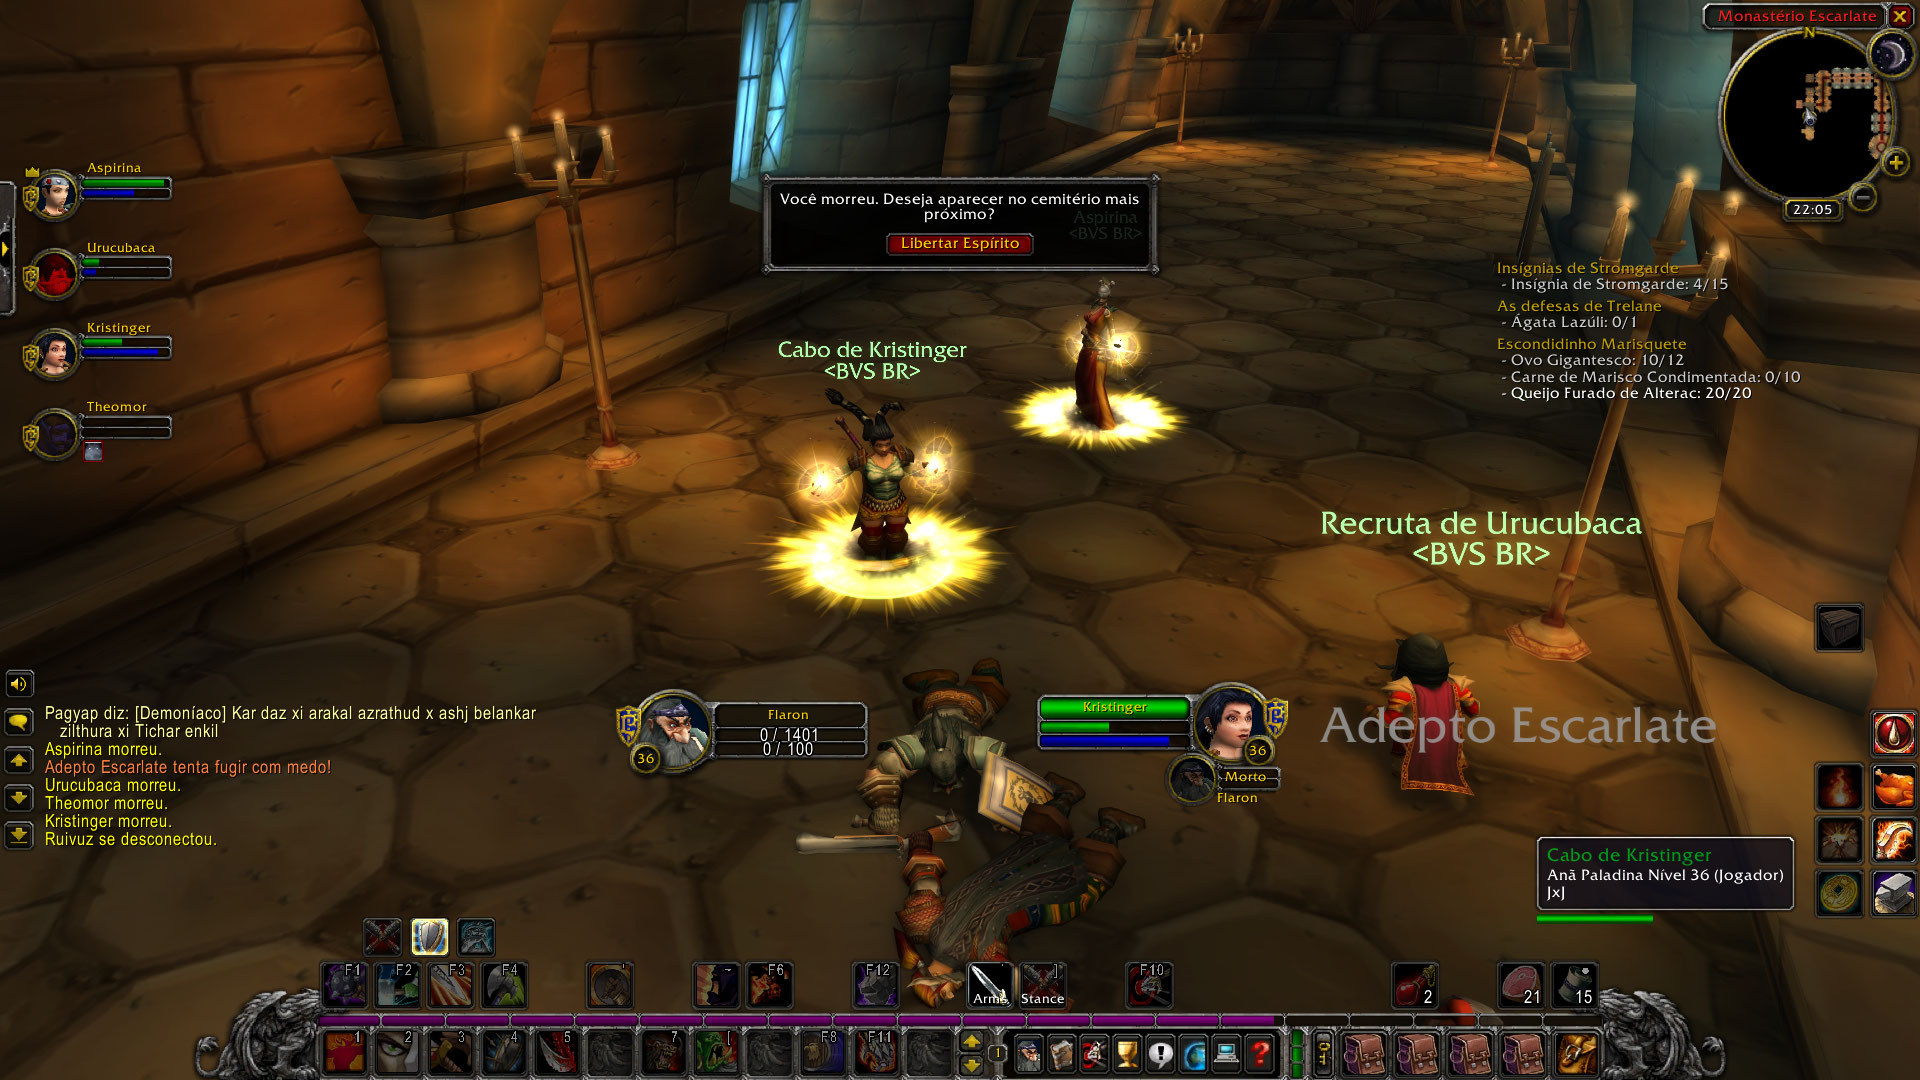 Monastério Escarlate
N
22:05
Aspirina
Urucubaca
Kristinger
Theomor
Você morreu. Deseja aparecer no cemitério mais
próximo?
Aspirina
<BVS BR>
Libertar Espírito
Insígnias de Stromgarde
- Insígnia de Stromgarde: 4/15
As defesas de Trelane
- Ágata Lazúli: 0/1
Escondidinho Marisquete
- Ovo Gigantesco: 10/12
- Carne de Marisco Condimentada: 0/10
- Queijo Furado de Alterac: 20/20
Cabo de Kristinger
<BVS BR>
Recruta de Urucubaca
<BVS BR>
Adepto Escarlate
Pagyap diz: [Demoníaco] Kar daz xi arakal azrathud x ashj belankar
zilthura xi Tichar enkil
Aspirina morreu.
Adepto Escarlate tenta fugir com medo!
Urucubaca morreu.
Theomor morreu.
Kristinger morreu.
Ruivuz se desconectou.
Flaron
0 / 1401
0 / 100
36
Kristinger
36
Morto
Flaron
Cabo de Kristinger
Anã Paladina Nível 36 (Jogador)
JxJ
F1
F2
F3
F4
F6
F12
Arms
Stance
F10
2
21
15
1
2
3
4
5
7
[
F8
F11
1